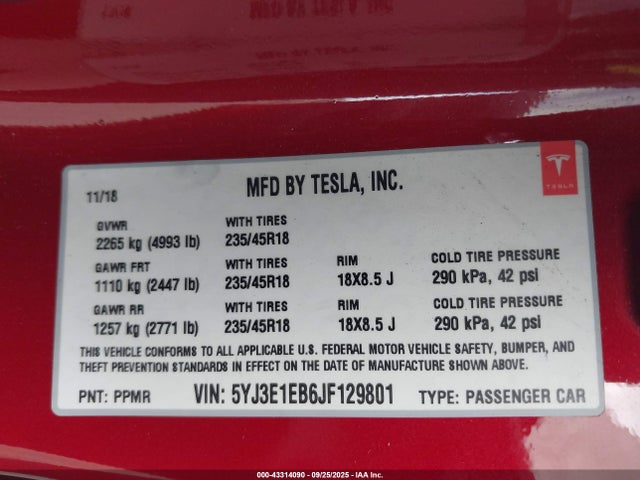 11/18
MFD BY TESLA, INC.
TESLA
GVWR
2265 kg (4993 lb)
WITH TIRES
235/45R18
GAWR FRT
1110 kg (2447 lb)
WITH TIRES
235/45R18
RIM
18X8.5 J
COLD TIRE PRESSURE
290 kPa, 42 psi
GAWR RR
1257 kg (2771 lb)
WITH TIRES
235/45R18
RIM
18X8.5 J
COLD TIRE PRESSURE
290 kPa, 42 psi
THIS VEHICLE CONFORMS TO ALL APPLICABLE U.S. FEDERAL MOTOR VEHICLE SAFETY, BUMPER, AND
THEFT PREVENTION STANDARDS IN EFFECT ON THE DATE OF MANUFACTURE SHOWN ABOVE.
PNT: PPMR
VIN: 5YJ3E1EB6JF129801
TYPE: PASSENGER CAR
000-43314090 - 09/25/2025 - IAA Inc.